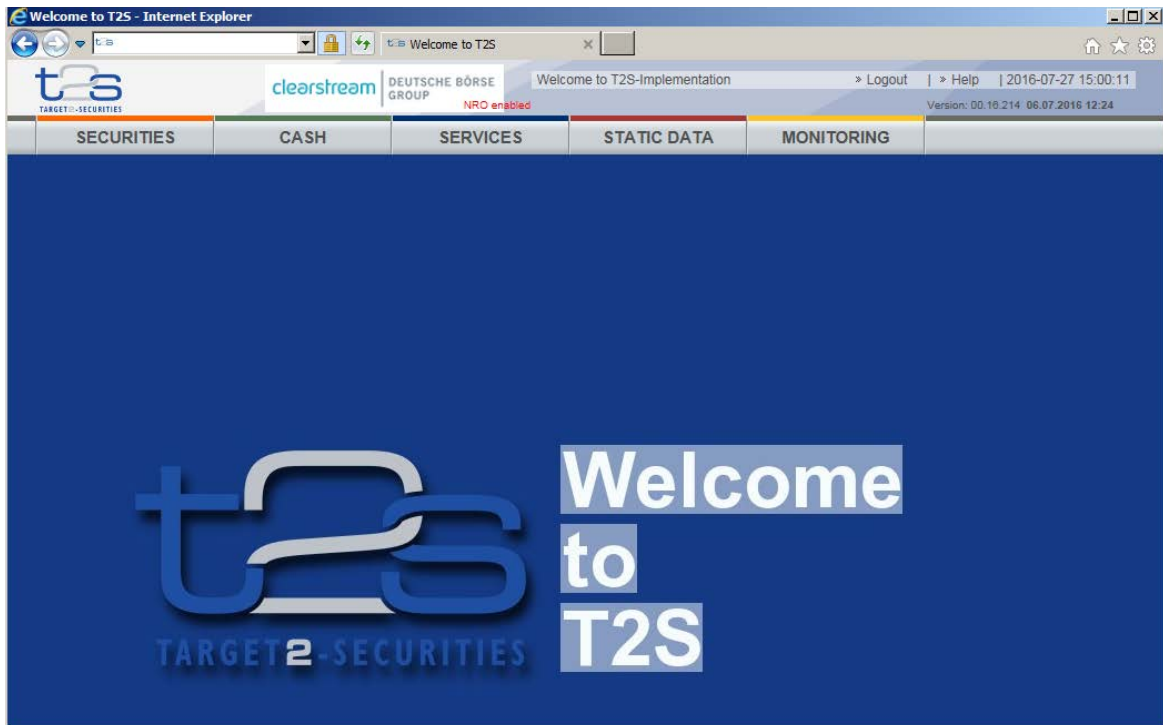 Welcome to T2S - Internet Explorer
t2s Welcome to T2S
t2s
TARGET2-SECURITIES
clearstream DEUTSCHE BÖRSE GROUP
NRO enabled
Welcome to T2S-Implementation
» Logout | » Help | 2016-07-27 15:00:11
Version: 00.16.214 06.07.2016 12:24
SECURITIES CASH SERVICES STATIC DATA MONITORING
t2s
TARGET2-SECURITIES
Welcome
to
T2S